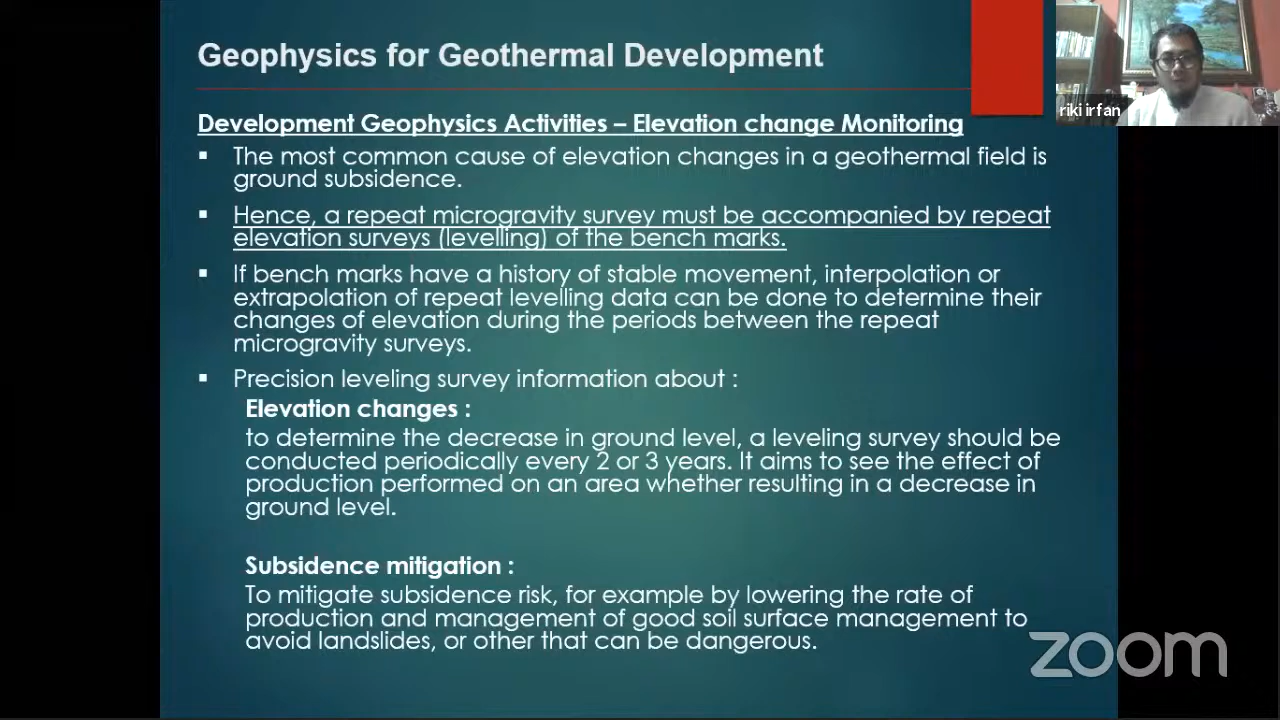 Geophysics for Geothermal Development
riki irfan
Development Geophysics Activities – Elevation change Monitoring
▪ The most common cause of elevation changes in a geothermal field is
ground subsidence.
▪ Hence, a repeat microgravity survey must be accompanied by repeat
elevation surveys (levelling) of the bench marks.
▪ If bench marks have a history of stable movement, interpolation or
extrapolation of repeat levelling data can be done to determine their
changes of elevation during the periods between the repeat
microgravity surveys.
▪ Precision leveling survey information about :
Elevation changes :
to determine the decrease in ground level, a leveling survey should be
conducted periodically every 2 or 3 years. It aims to see the effect of
production performed on an area whether resulting in a decrease in
ground level.
Subsidence mitigation :
To mitigate subsidence risk, for example by lowering the rate of
production and management of good soil surface management to
avoid landslides, or other that can be dangerous.
zoom